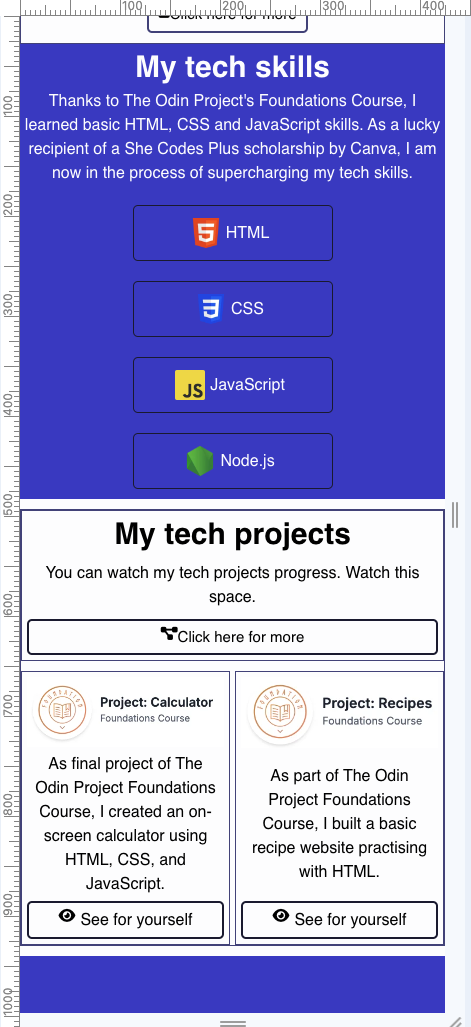 100 200 300 400
Click here for more
My tech skills
Thanks to The Odin Project's Foundations Course, I
learned basic HTML, CSS and JavaScript skills. As a lucky
recipient of a She Codes Plus scholarship by Canva, I am
now in the process of supercharging my tech skills.
HTML
CSS
JS JavaScript
Node.js
My tech projects
You can watch my tech projects progress. Watch this
space.
Click here for more
FOUNDATION
Project: Calculator
Foundations Course
As final project of The
Odin Project Foundations
Course, I created an on-
screen calculator using
HTML, CSS, and
JavaScript.
See for yourself
FOUNDATION
Project: Recipes
Foundations Course
As part of The Odin
Project Foundations
Course, I built a basic
recipe website practising
with HTML.
See for yourself
100
200
300
400
500
600
700
800
900
1000